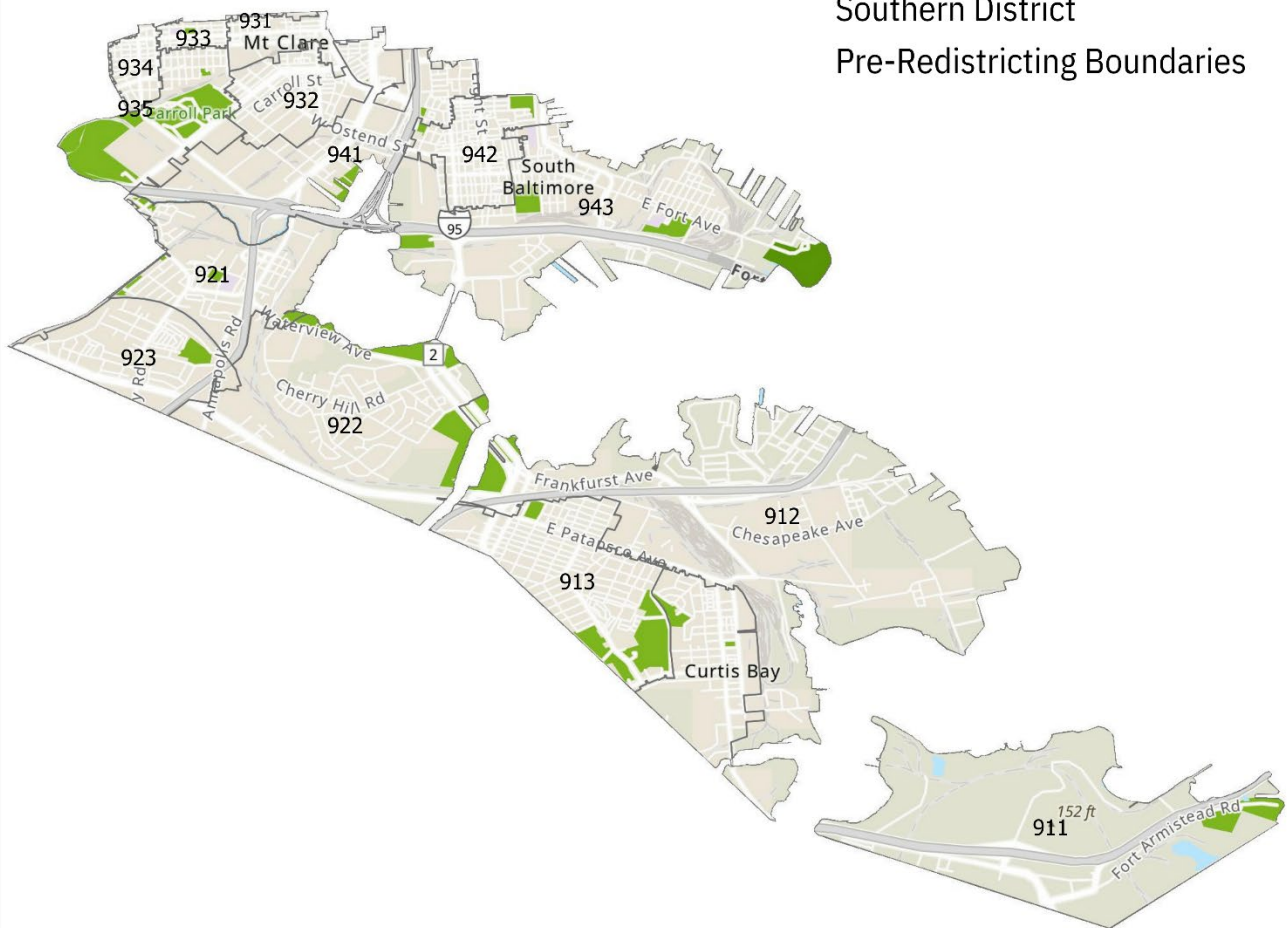 Southern District
Pre-Redistricting Boundaries
931
933
Mt Clare
934
Carroll St
932
935
Carroll Park
Light St
W Ostend St
941
942
South
Baltimore
943
E Fort Ave
95
Fort
921
Waterview Ave
2
923
Annapolis Rd
y Rd
Cherry Hill Rd
922
Frankfurst Ave
912
Chesapeake Ave
E Patapsco Ave
913
Curtis Bay
152 ft
911
Fort Armistead Rd